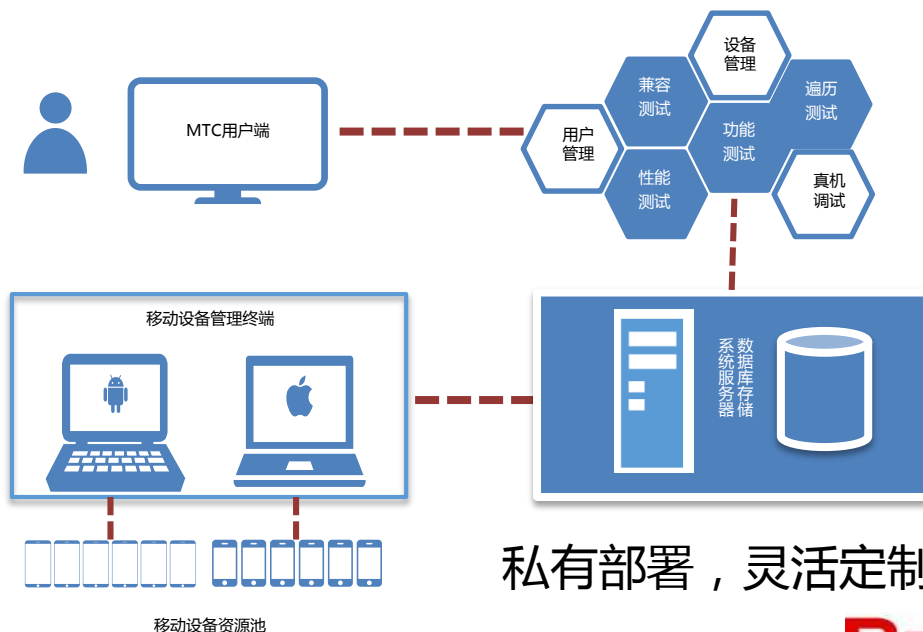 MTC用户端
设备
管理
兼容
测试
遍历
测试
用户
管理
功能
测试
性能
测试
真机
调试
移动设备管理终端
系统服务器
数据库存储
私有部署，灵活定制
移动设备资源池